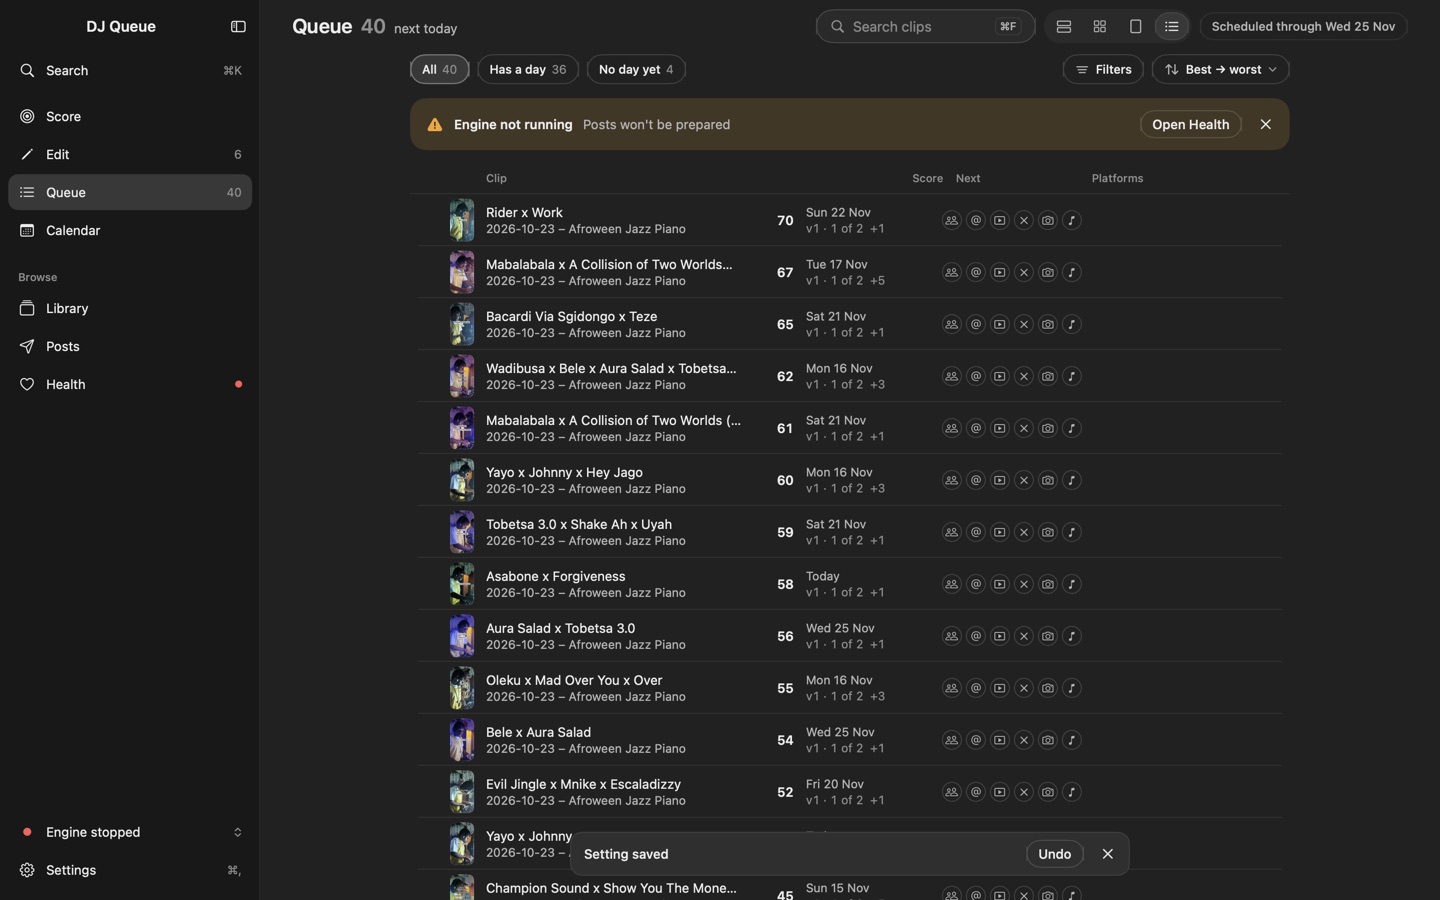 DJ Queue
Search ⌘K
Score
Edit 6
Queue 40
Calendar
Browse
Library
Posts
Health
Engine stopped
Settings ⌘,
Queue 40 next today
Search clips ⌘F
Scheduled through Wed 25 Nov
All 40
Has a day 36
No day yet 4
Filters
Best → worst
Engine not running Posts won't be prepared
Open Health
Clip Score Next Platforms
Rider x Work 70 Sun 22 Nov
2026-10-23 – Afroween Jazz Piano v1 · 1 of 2 +1
Mabalabala x A Collision of Two Worlds... 67 Tue 17 Nov
2026-10-23 – Afroween Jazz Piano v1 · 1 of 2 +5
Bacardi Via Sgidongo x Teze 65 Sat 21 Nov
2026-10-23 – Afroween Jazz Piano v1 · 1 of 2 +1
Wadibusa x Bele x Aura Salad x Tobetsa... 62 Mon 16 Nov
2026-10-23 – Afroween Jazz Piano v1 · 1 of 2 +3
Mabalabala x A Collision of Two Worlds (... 61 Sat 21 Nov
2026-10-23 – Afroween Jazz Piano v1 · 1 of 2 +1
Yayo x Johnny x Hey Jago 60 Mon 16 Nov
2026-10-23 – Afroween Jazz Piano v1 · 1 of 2 +3
Tobetsa 3.0 x Shake Ah x Uyah 59 Sat 21 Nov
2026-10-23 – Afroween Jazz Piano v1 · 1 of 2 +1
Asabone x Forgiveness 58 Today
2026-10-23 – Afroween Jazz Piano v1 · 1 of 2 +1
Aura Salad x Tobetsa 3.0 56 Wed 25 Nov
2026-10-23 – Afroween Jazz Piano v1 · 1 of 2 +1
Oleku x Mad Over You x Over 55 Mon 16 Nov
2026-10-23 – Afroween Jazz Piano v1 · 1 of 2 +3
Bele x Aura Salad 54 Wed 25 Nov
2026-10-23 – Afroween Jazz Piano v1 · 1 of 2 +1
Evil Jingle x Mnike x Escaladizzy 52 Fri 20 Nov
2026-10-23 – Afroween Jazz Piano v1 · 1 of 2 +1
Yayo x Johnny
2026-10-23 –
Setting saved Undo
Champion Sound x Show You The Mone... 45 Sun 15 Nov